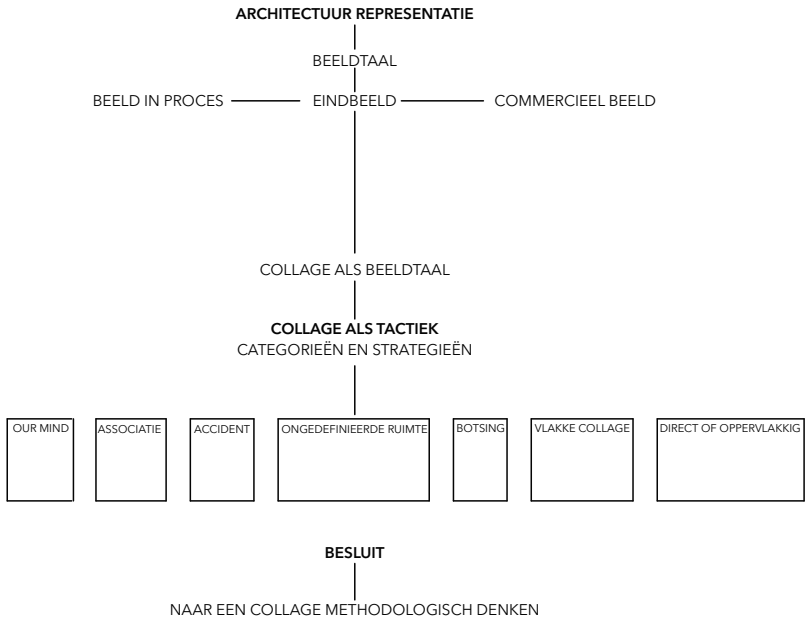 ARCHITECTUUR REPRESENTATIE
BEELDTAAL
BEELD IN PROCES
EINDBEELD
COMMERCIEEL BEELD
COLLAGE ALS BEELDTAAL
COLLAGE ALS TACTIEK
CATEGORIEËN EN STRATEGIEËN
OUR MIND
ASSOCIATIE
ACCIDENT
ONGEDEFINIEERDE RUIMTE
BOTSING
VLAKKE COLLAGE
DIRECT OF OPPERVLAKKIG
BESLUIT
NAAR EEN COLLAGE METHODOLOGISCH DENKEN